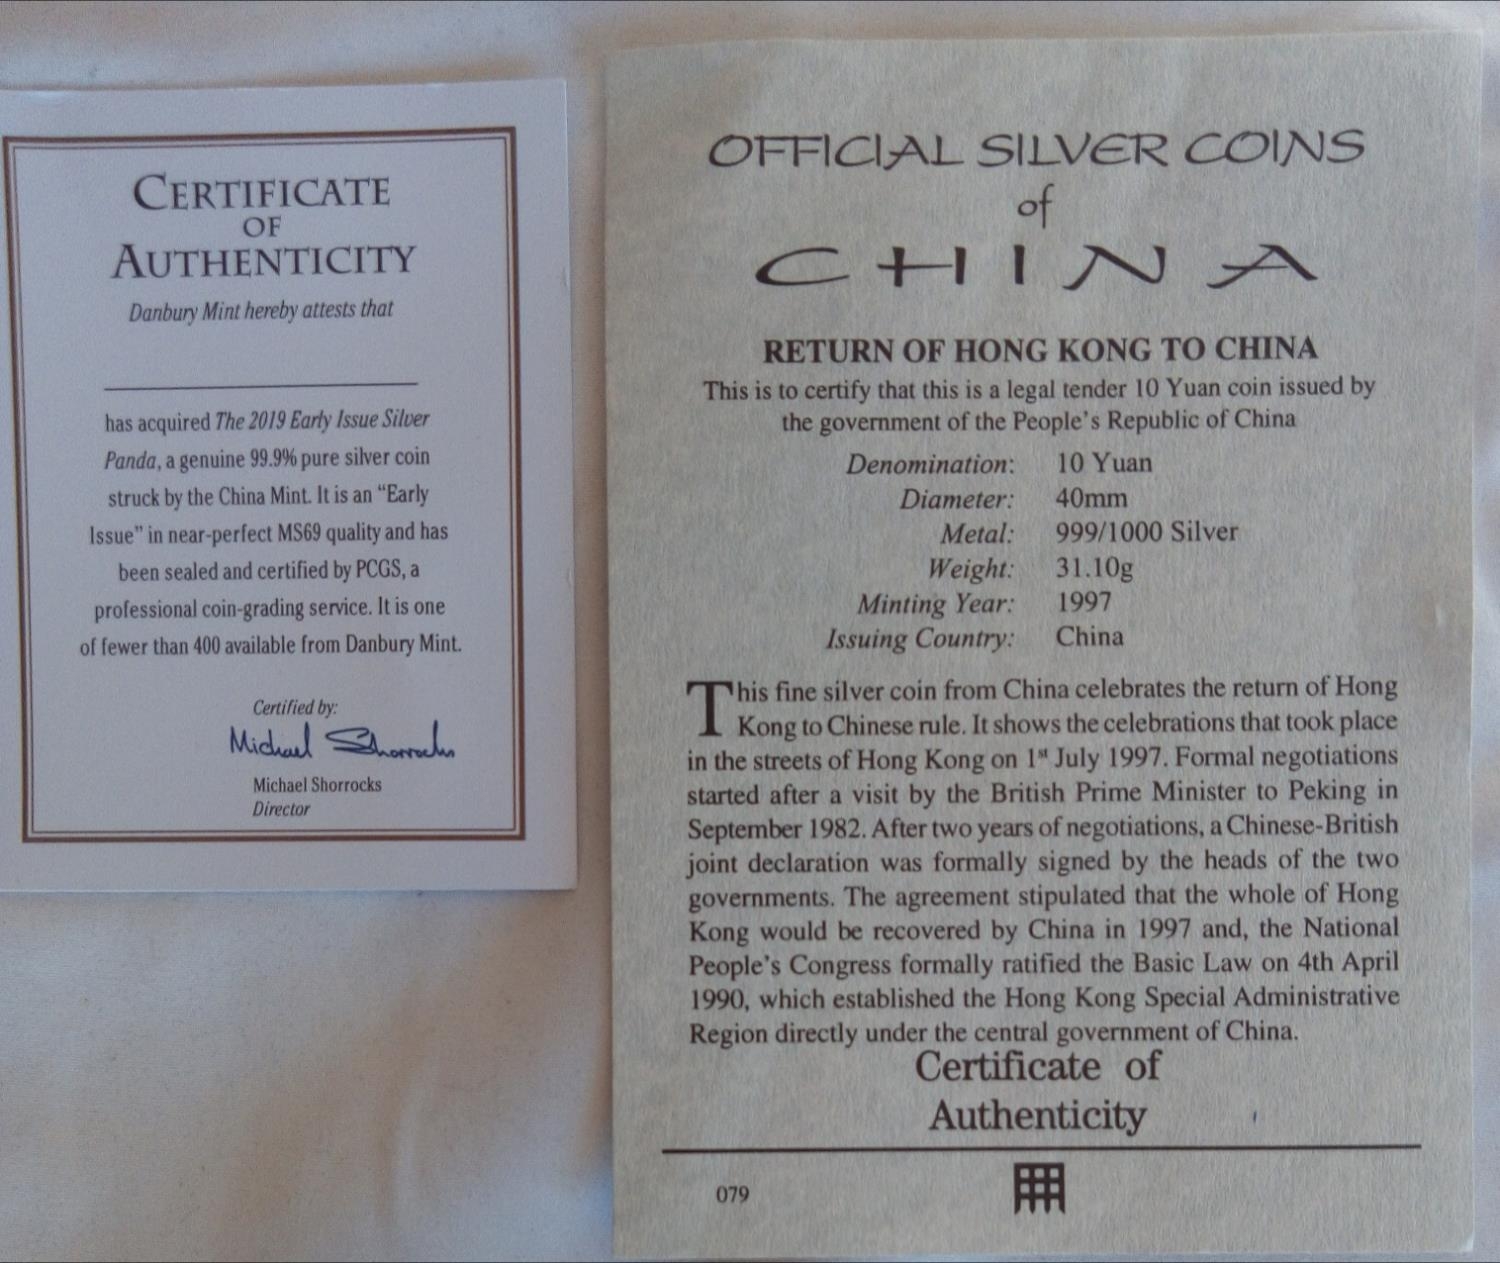 CERTIFICATE
OF
AUTHENTICITY
Danbury Mint hereby attests that
has acquired The 2019 Early Issue Silver
Panda, a genuine 99.9% pure silver coin
struck by the China Mint. It is an “Early
Issue” in near-perfect MS69 quality and has
been sealed and certified by PCGS, a
professional coin-grading service. It is one
of fewer than 400 available from Danbury Mint.
Certified by:
Michael Shorrocks
Michael Shorrocks
Director
OFFICIAL SILVER COINS
of
CHINA
RETURN OF HONG KONG TO CHINA
This is to certify that this is a legal tender 10 Yuan coin issued by
the government of the People’s Republic of China
Denomination: 10 Yuan
Diameter: 40mm
Metal: 999/1000 Silver
Weight: 31.10g
Minting Year: 1997
Issuing Country: China
This fine silver coin from China celebrates the return of Hong
Kong to Chinese rule. It shows the celebrations that took place
in the streets of Hong Kong on 1st July 1997. Formal negotiations
started after a visit by the British Prime Minister to Peking in
September 1982. After two years of negotiations, a Chinese-British
joint declaration was formally signed by the heads of the two
governments. The agreement stipulated that the whole of Hong
Kong would be recovered by China in 1997 and, the National
People’s Congress formally ratified the Basic Law on 4th April
1990, which established the Hong Kong Special Administrative
Region directly under the central government of China.
Certificate of
Authenticity
079